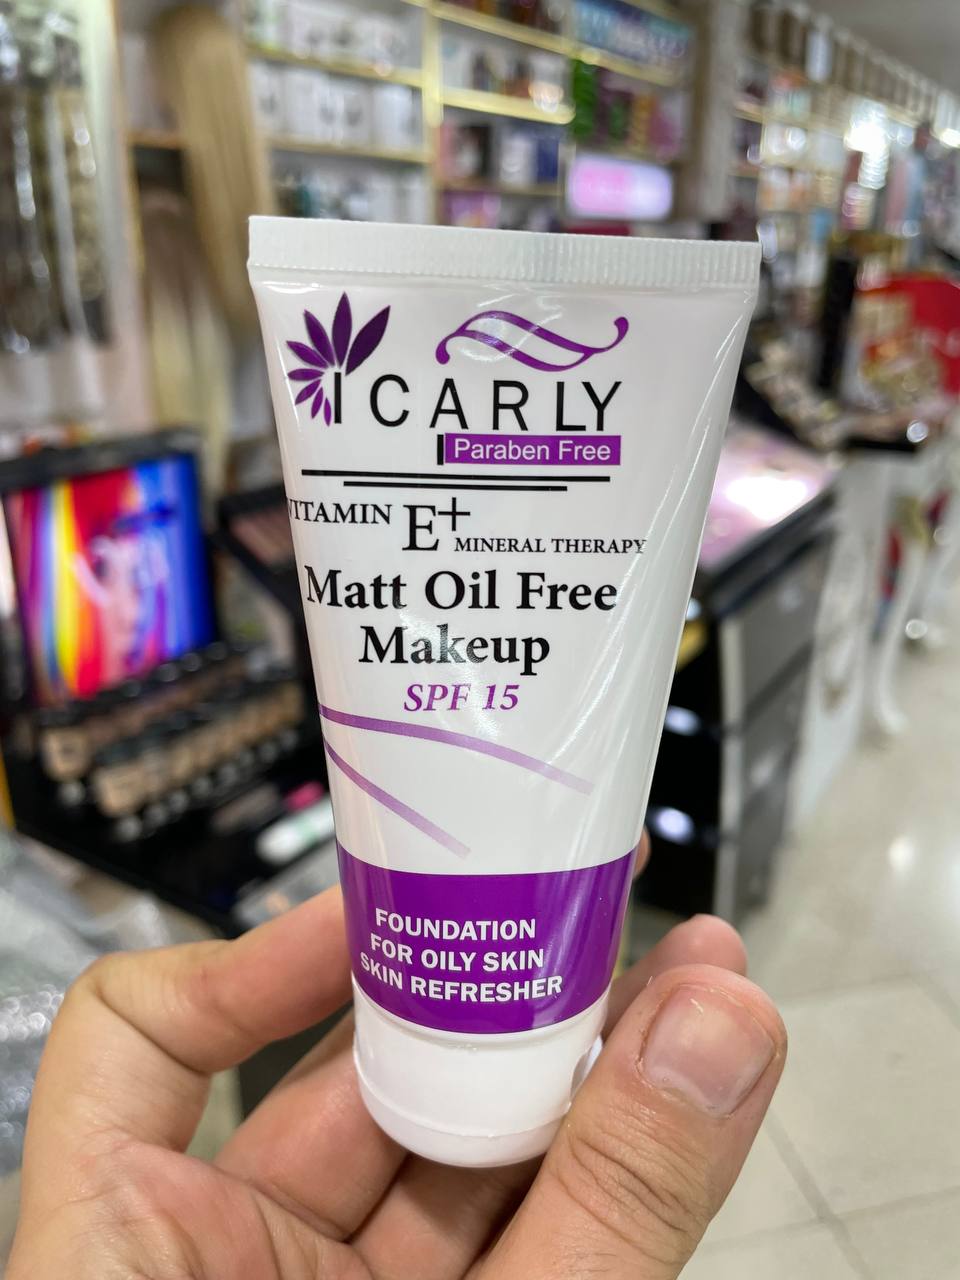 ICARLY
Paraben Free
VITAMIN E+
MINERAL THERAPY
Matt Oil Free
Makeup
SPF 15
FOUNDATION
FOR OILY SKIN
SKIN REFRESHER